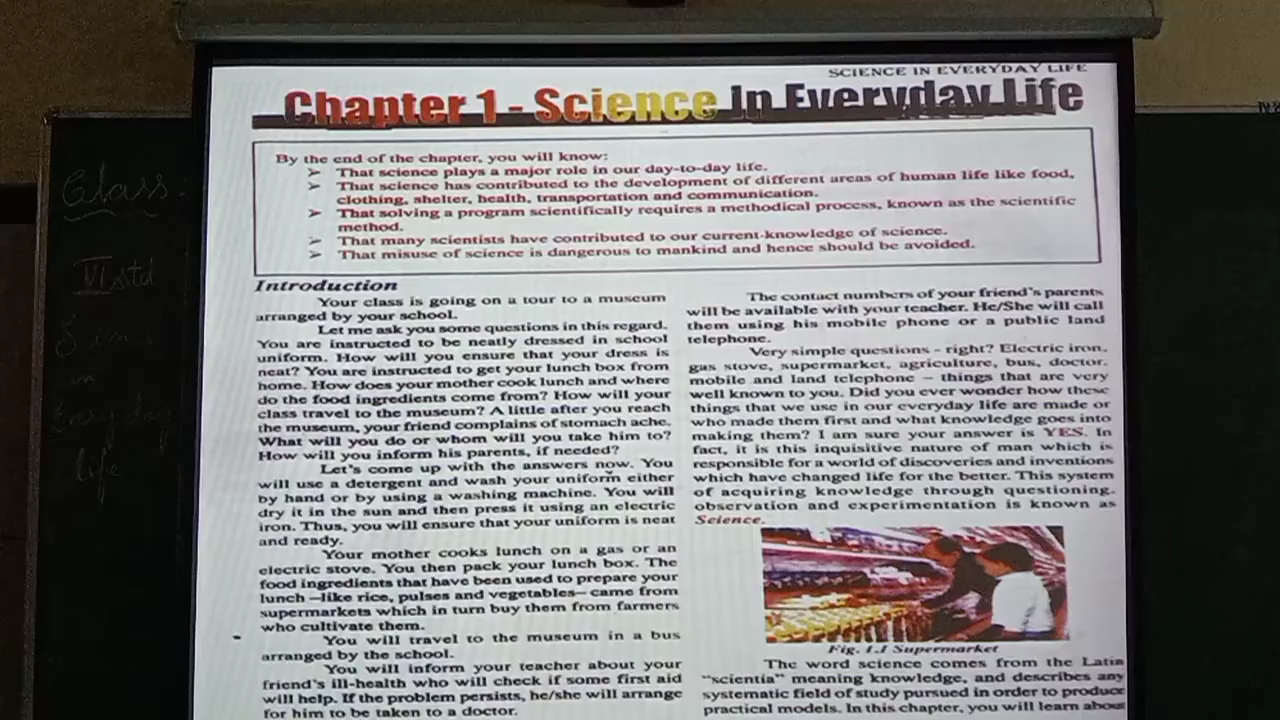 SCIENCE IN EVERYDAY LIFE
Chapter 1 - Science In Everyday Life
By the end of the chapter, you will know:
➢ That science plays a major role in our day-to-day life.
➢ That science has contributed to the development of different areas of human life like food,
clothing, shelter, health, transportation and communication.
➢ That solving a program scientifically requires a methodical process, known as the scientific
method.
➢ That many scientists have contributed to our current-knowledge of science.
➢ That misuse of science is dangerous to mankind and hence should be avoided.
Introduction
Your class is going on a tour to a museum
arranged by your school.
Let me ask you some questions in this regard.
You are instructed to be neatly dressed in school
uniform. How will you ensure that your dress is
neat? You are instructed to get your lunch box from
home. How does your mother cook lunch and where
do the food ingredients come from? How will your
class travel to the museum? A little after you reach
the museum, your friend complains of stomach ache.
What will you do or whom will you take him to?
How will you inform his parents, if needed?
Let's come up with the answers now. You
will use a detergent and wash your uniform either
by hand or by using a washing machine. You will
dry it in the sun and then press it using an electric
iron. Thus, you will ensure that your uniform is neat
and ready.
Your mother cooks lunch on a gas or an
electric stove. You then pack your lunch box. The
food ingredients that have been used to prepare your
lunch –like rice, pulses and vegetables– came from
supermarkets which in turn buy them from farmers
who cultivate them.
You will travel to the museum in a bus
arranged by the school.
You will inform your teacher about your
friend's ill-health who will check if some first aid
will help. If the problem persists, he/she will arrange
for him to be taken to a doctor.
The contact numbers of your friend's parents
will be available with your teacher. He/She will call
them using his mobile phone or a public land
telephone.
Very simple questions - right? Electric iron,
gas stove, supermarket, agriculture, bus, doctor,
mobile and land telephone – things that are very
well known to you. Did you ever wonder how these
things that we use in our everyday life are made or
who made them first and what knowledge goes into
making them? I am sure your answer is YES. In
fact, it is this inquisitive nature of man which is
responsible for a world of discoveries and inventions
which have changed life for the better. This system
of acquiring knowledge through questioning,
observation and experimentation is known as
Science.
Fig. 1.1 Supermarket
The word science comes from the Latin
"scientia" meaning knowledge, and describes any
systematic field of study pursued in order to produce
practical models. In this chapter, you will learn about
Class
VI std
in
Everyday
life